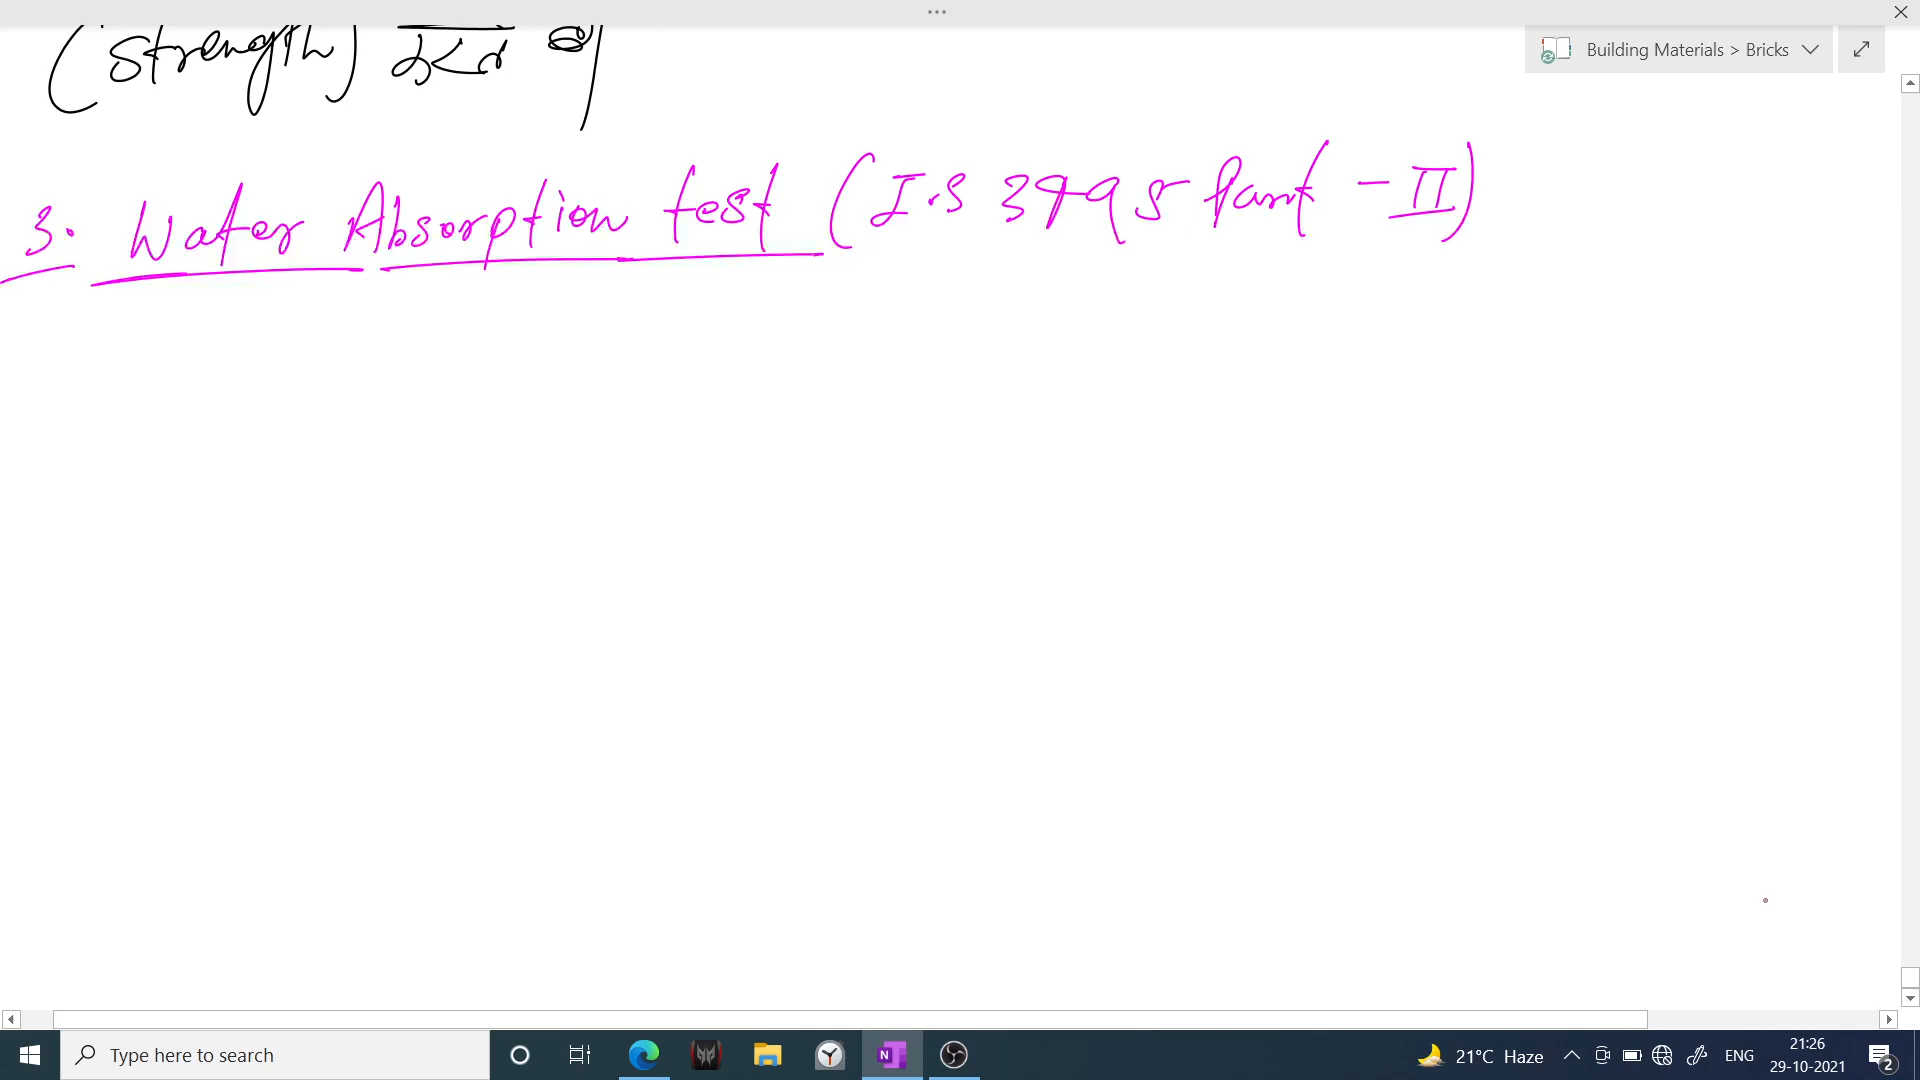 (strength)
Building Materials > Bricks
3. Water Absorption test (I.S 3495 Part - II)
Type here to search
21°C Haze
ENG
21:26
29-10-2021
2